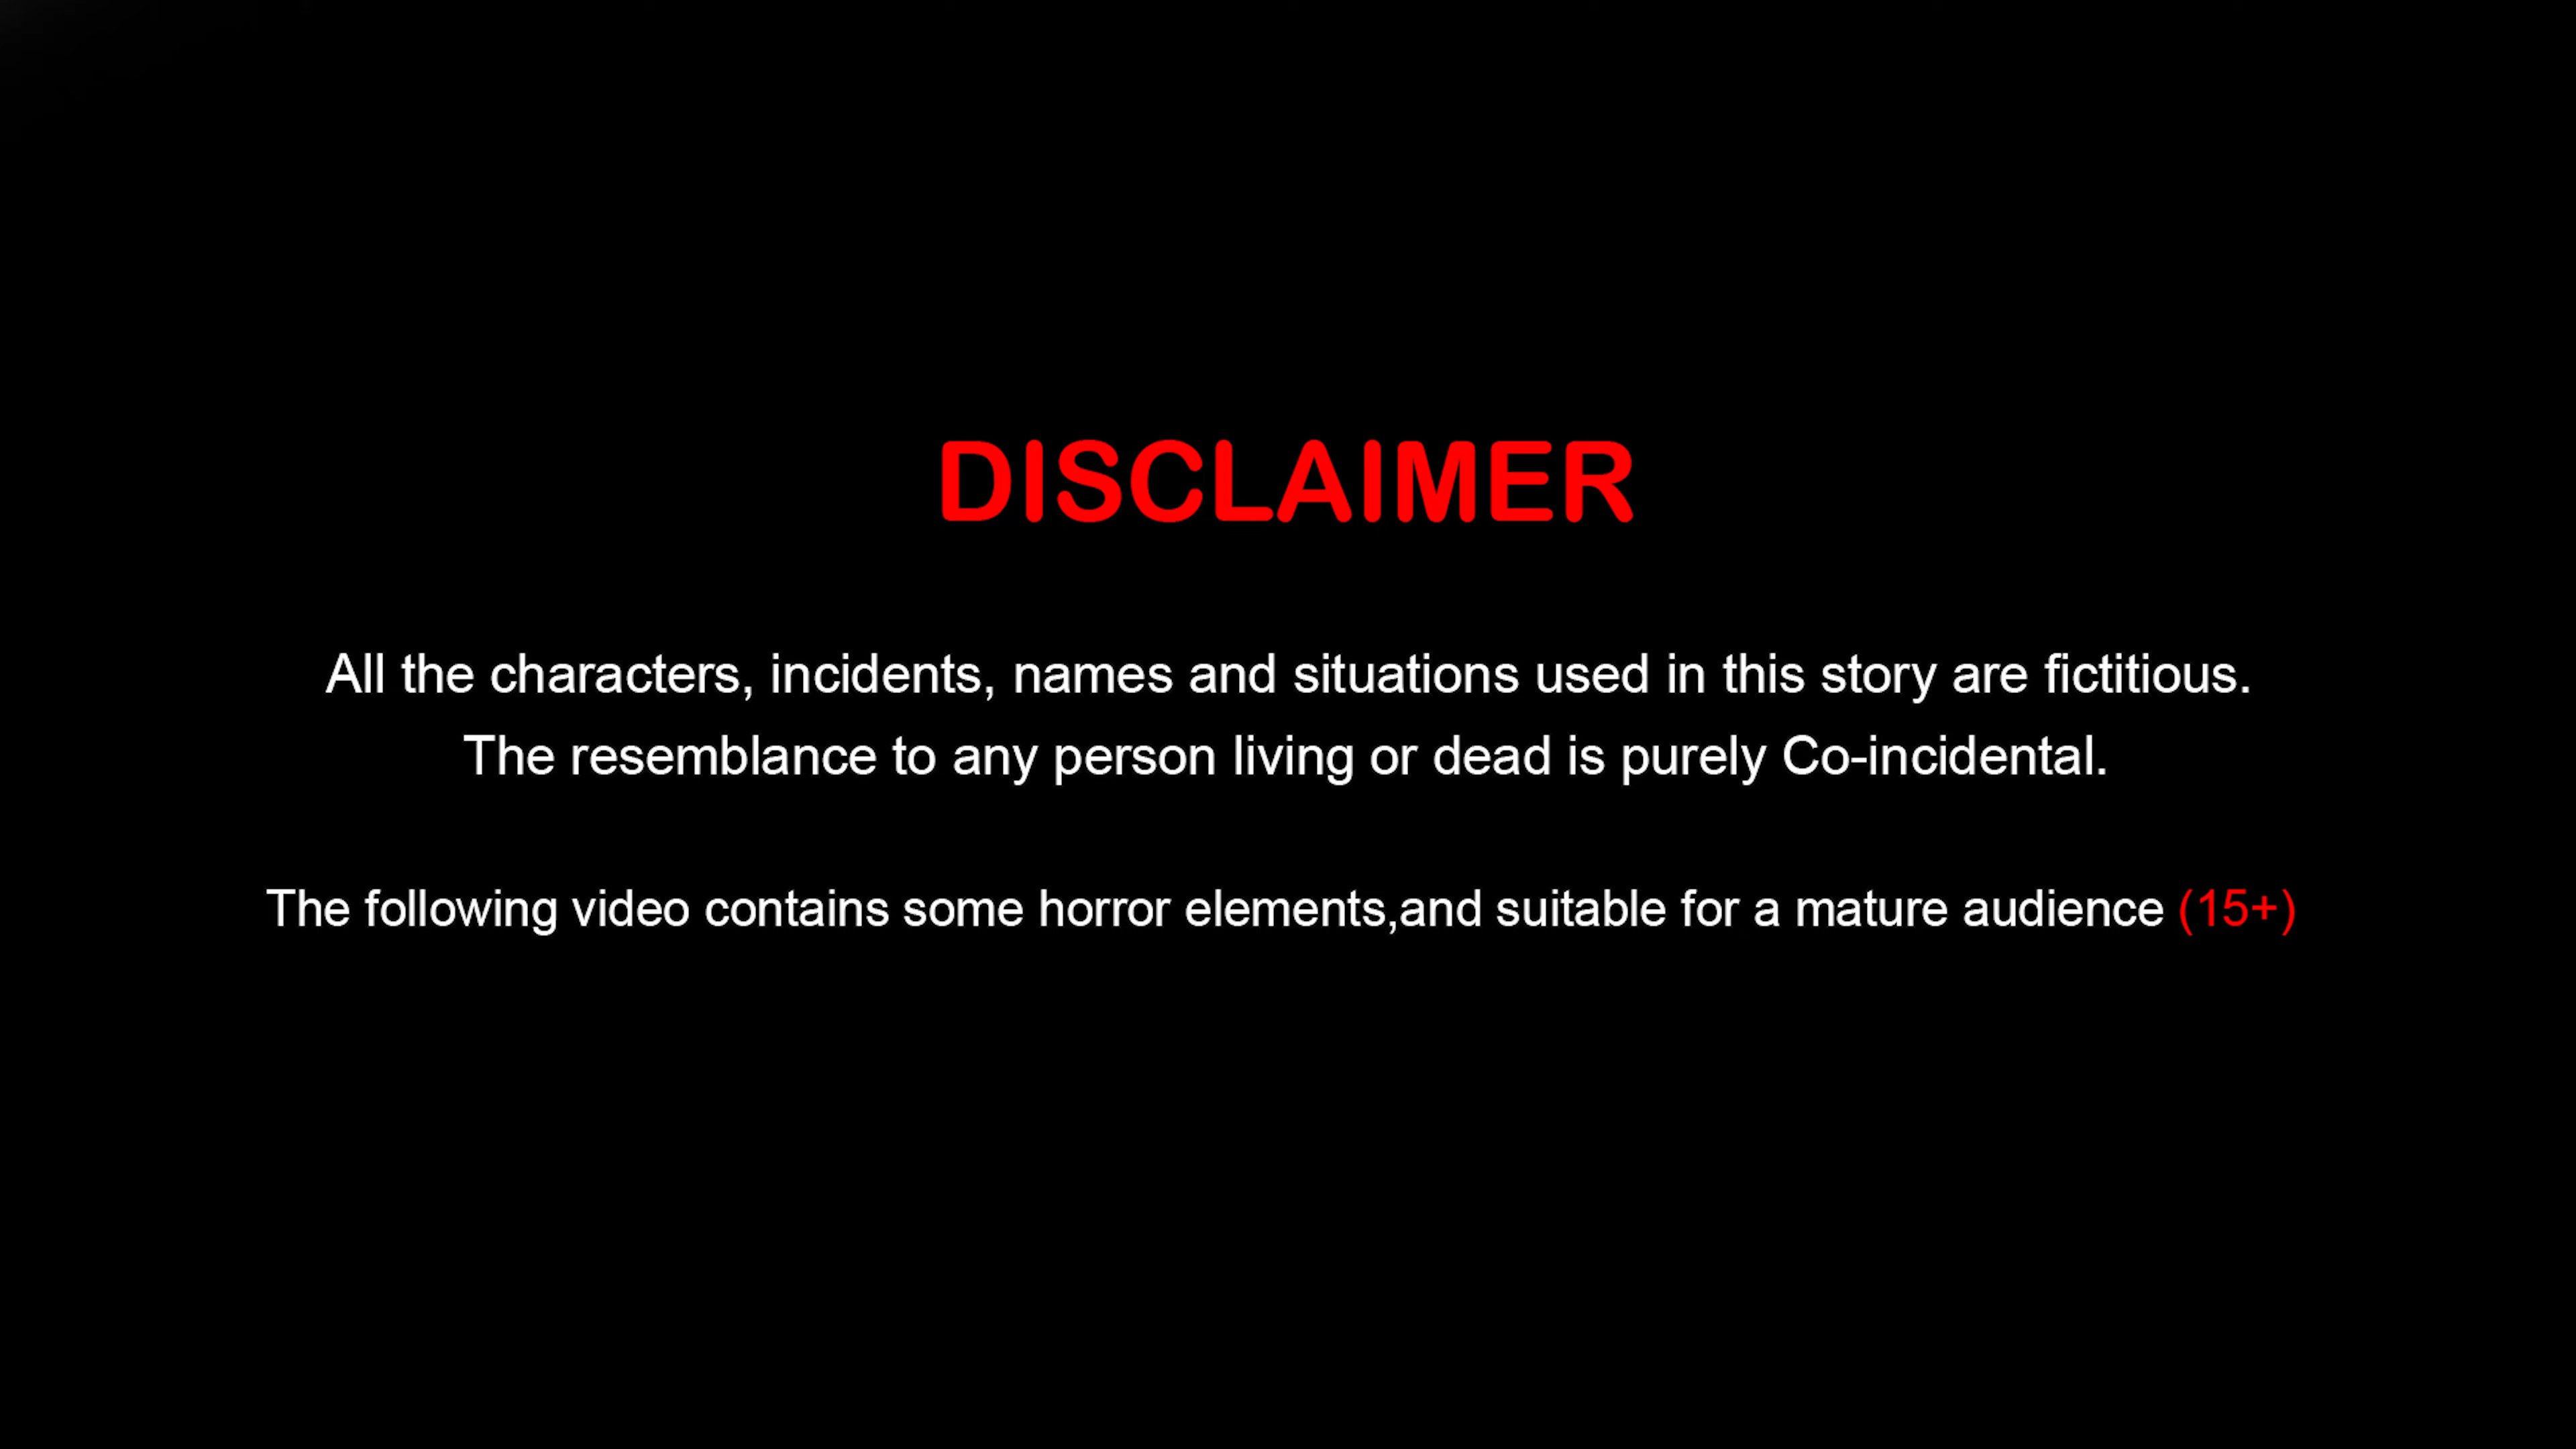 DISCLAIMER
All the characters, incidents, names and situations used in this story are fictitious.
The resemblance to any person living or dead is purely Co-incidental.
The following video contains some horror elements,and suitable for a mature audience (15+)